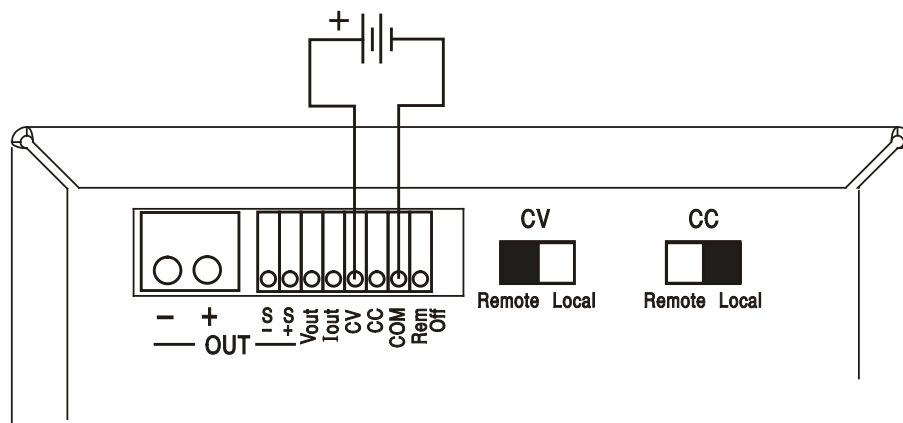 +
CV CC
Remote Local Remote Local
- + S - S + Vout Iout CV CC COM Rem Off
OUT